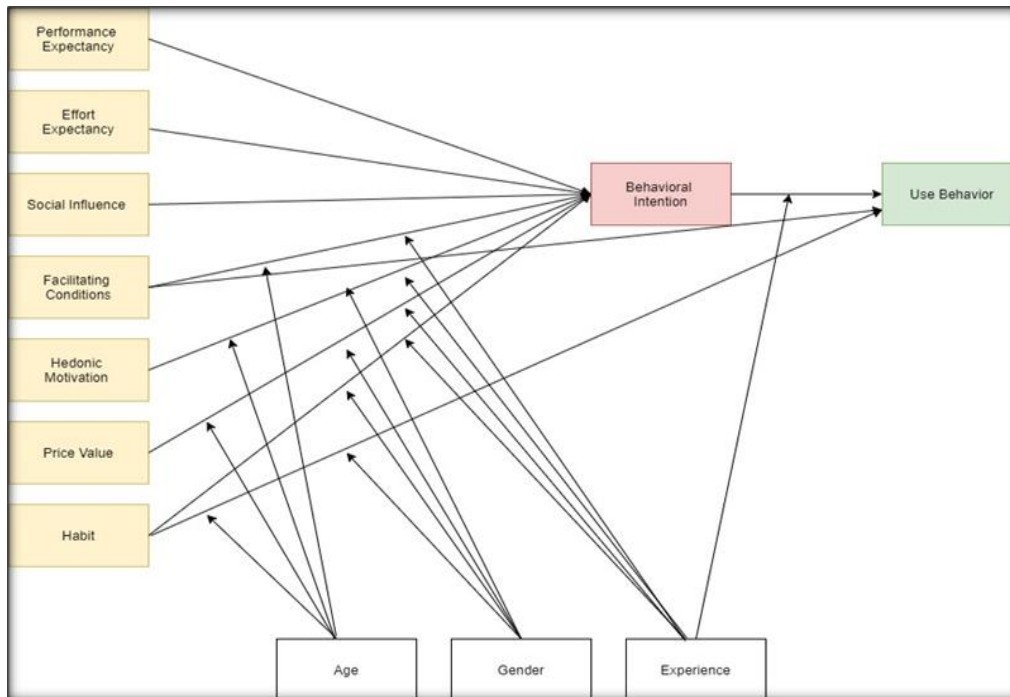 Performance
Expectancy
Effort
Expectancy
Social Influence
Facilitating
Conditions
Hedonic
Motivation
Price Value
Habit
Behavioral
Intention
Use Behavior
Age
Gender
Experience